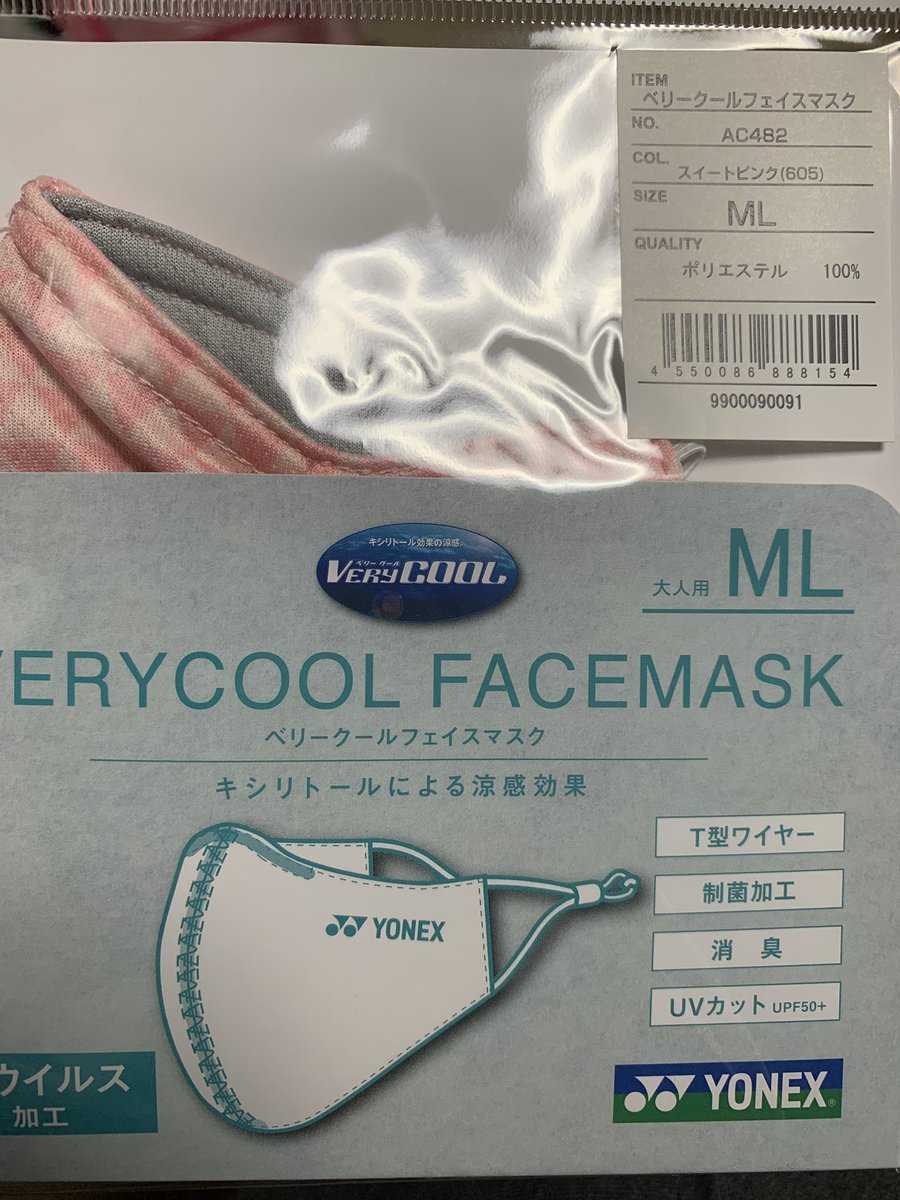 ITEM
ベリークールフェイスマスク
NO.
AC482
COL.
スイートピンク(605)
SIZE
ML
QUALITY
ポリエステル 100%
4 550086 888154
9900090091
キシリトール効果の涼感
ベリークール
VERYCOOL
大人用 ML
VERYCOOL FACEMASK
ベリークールフェイスマスク
キシリトールによる涼感効果
T型ワイヤー
YONEX
制菌加工
消 臭
UVカット UPF50+
ウイルス
加工
YONEX®